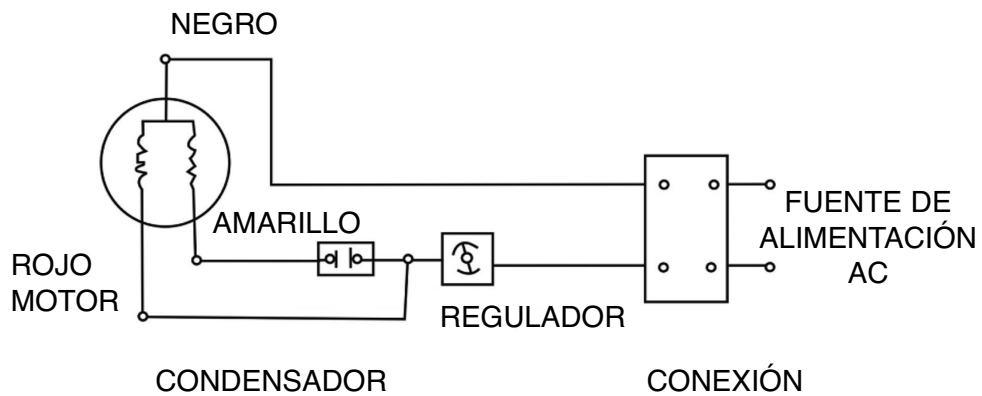 NEGRO
AMARILLO
FUENTE DE
ALIMENTACIÓN
AC
ROJO
MOTOR
REGULADOR
CONDENSADOR
CONEXIÓN